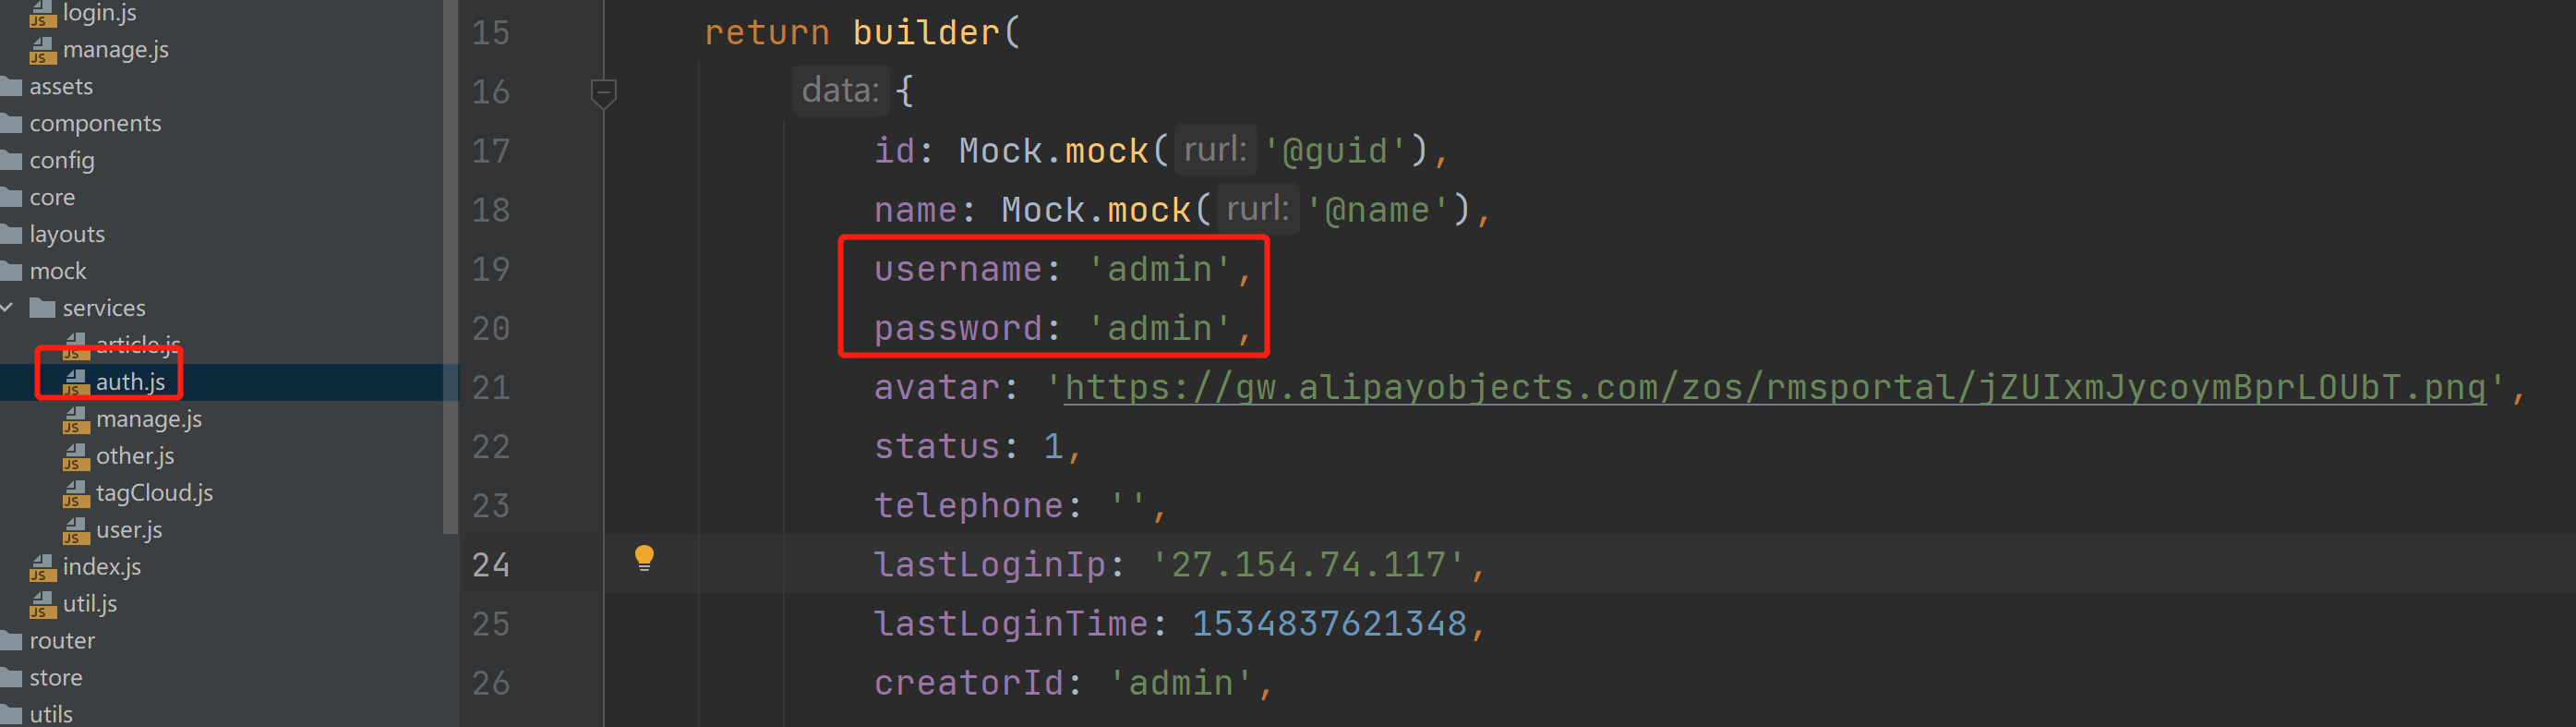 login.js
manage.js
assets
components
config
core
layouts
mock
services
article.js
auth.js
manage.js
other.js
tagCloud.js
user.js
index.js
util.js
router
store
utils
15 return builder(
16 data: {
17 id: Mock.mock( rurl: '@guid'),
18 name: Mock.mock( rurl: '@name'),
19 username: 'admin',
20 password: 'admin',
21 avatar: 'https://gw.alipayobjects.com/zos/rmsportal/jZUIxmJycoymBprLOUbT.png',
22 status: 1,
23 telephone: '',
24 lastLoginIp: '27.154.74.117',
25 lastLoginTime: 1534837621348,
26 creatorId: 'admin',